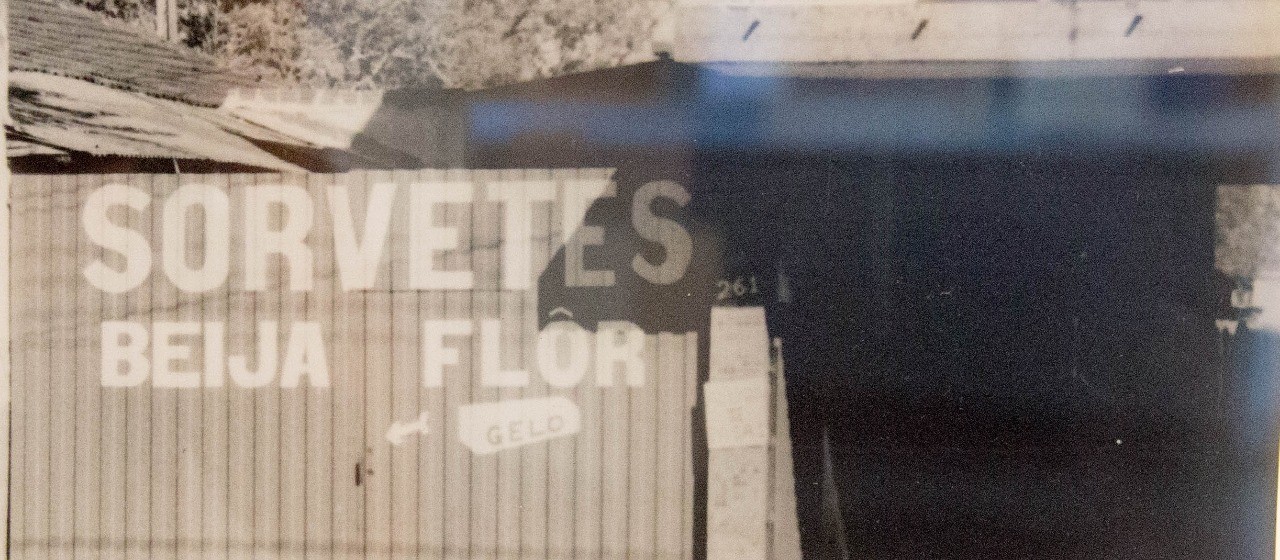 SORVETES
BEIJA FLÔR
GELO
261